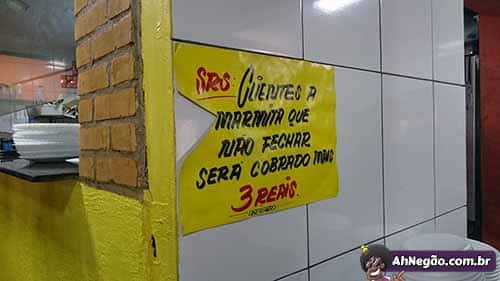 SRS. CLIENTES A
MARMITA QUE
NÃO FECHAR
SERÁ COBRADO MAIS
3 REAIS.
AhNegão.com.br